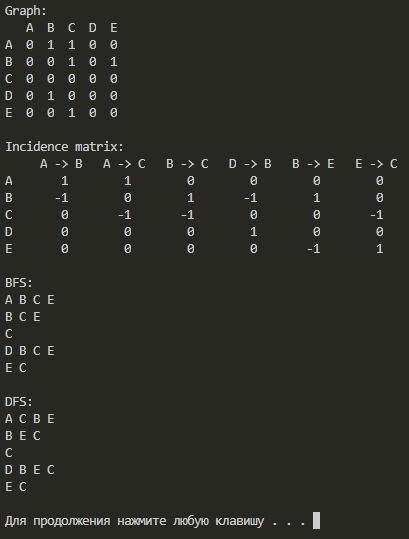 Graph:
A B C D E
A 0 1 1 0 0
B 0 0 1 0 1
C 0 0 0 0 0
D 0 1 0 0 0
E 0 0 1 0 0
Incidence matrix:
A -> B A -> C B -> C D -> B B -> E E -> C
A 1 1 0 0 0 0
B -1 0 1 -1 1 0
C 0 -1 -1 0 0 -1
D 0 0 0 1 0 0
E 0 0 0 0 -1 1
BFS:
A B C E
B C E
C
D B C E
E C
DFS:
A C B E
B E C
C
D B E C
E C
Для продолжения нажмите любую клавишу . . .